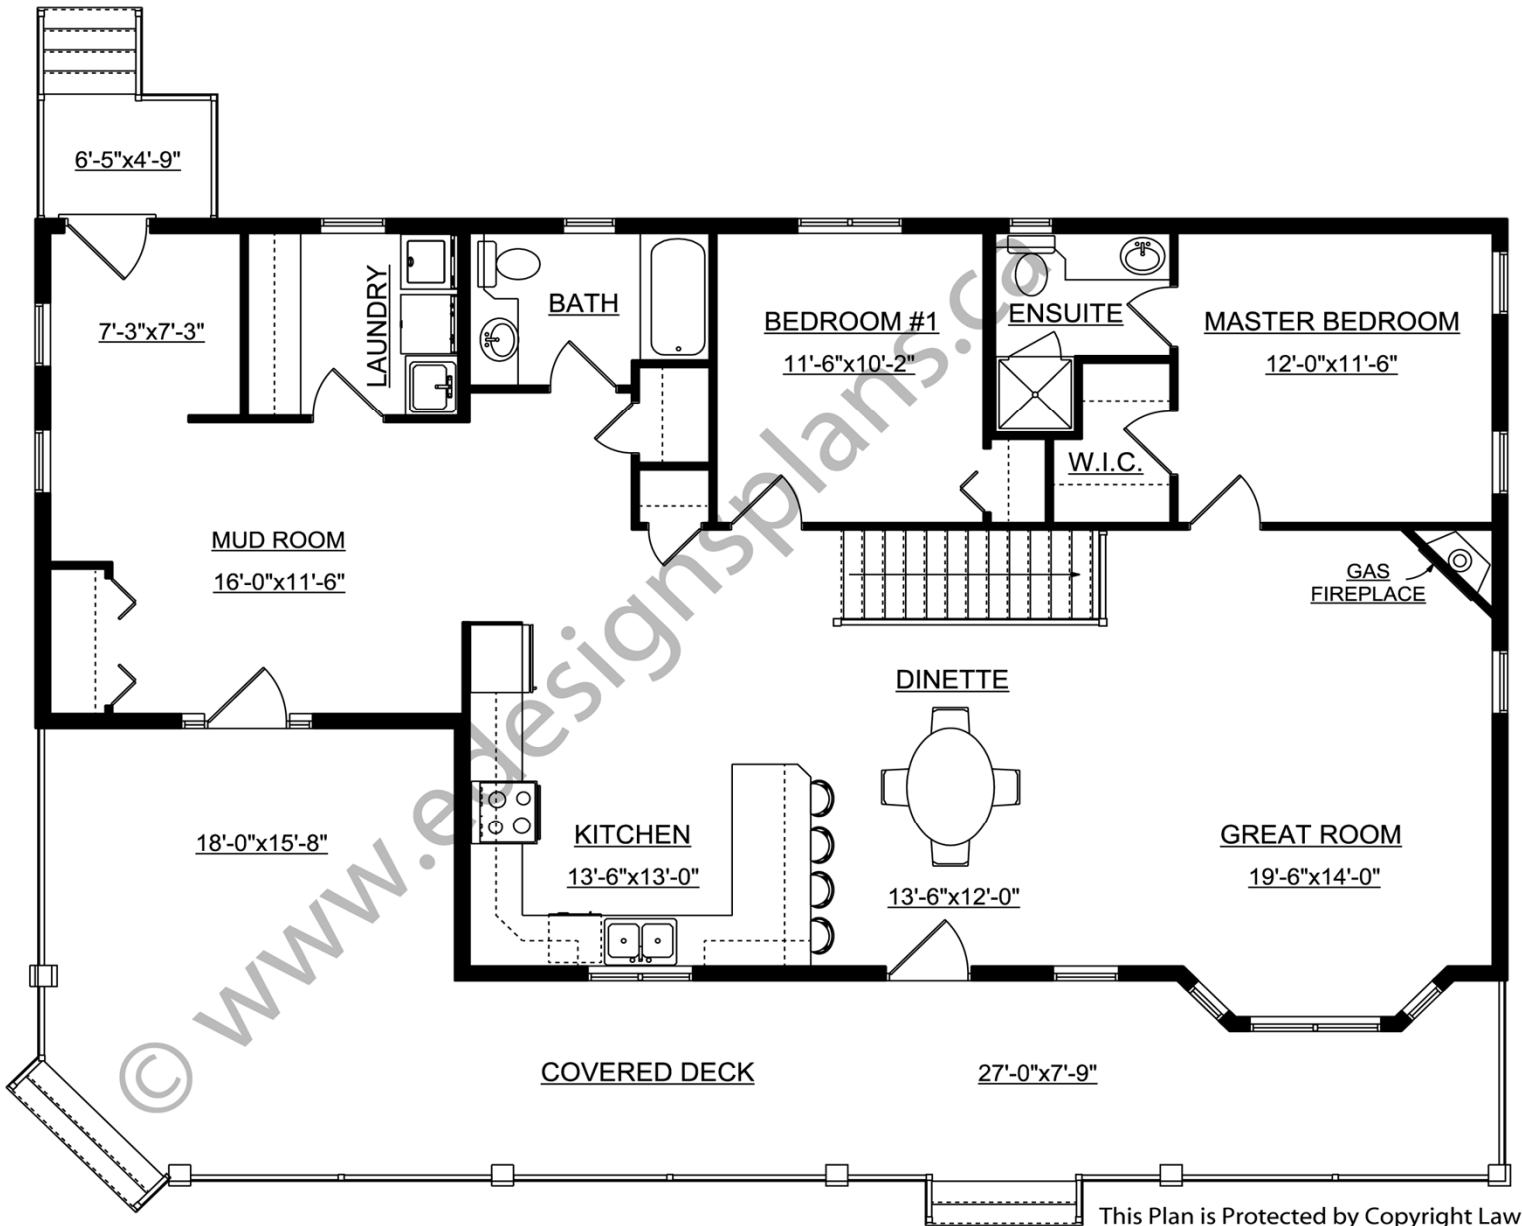 6'-5"x4'-9"
7'-3"x7'-3"
LAUNDRY
BATH
BEDROOM #1
11'-6"x10'-2"
ENSUITE
MASTER BEDROOM
12'-0"x11'-6"
W.I.C.
MUD ROOM
16'-0"x11'-6"
GAS
FIREPLACE
DINETTE
13'-6"x12'-0"
KITCHEN
13'-6"x13'-0"
GREAT ROOM
19'-6"x14'-0"
18'-0"x15'-8"
COVERED DECK
27'-0"x7'-9"
© www.edesignsplans.ca
This Plan is Protected by Copyright Law